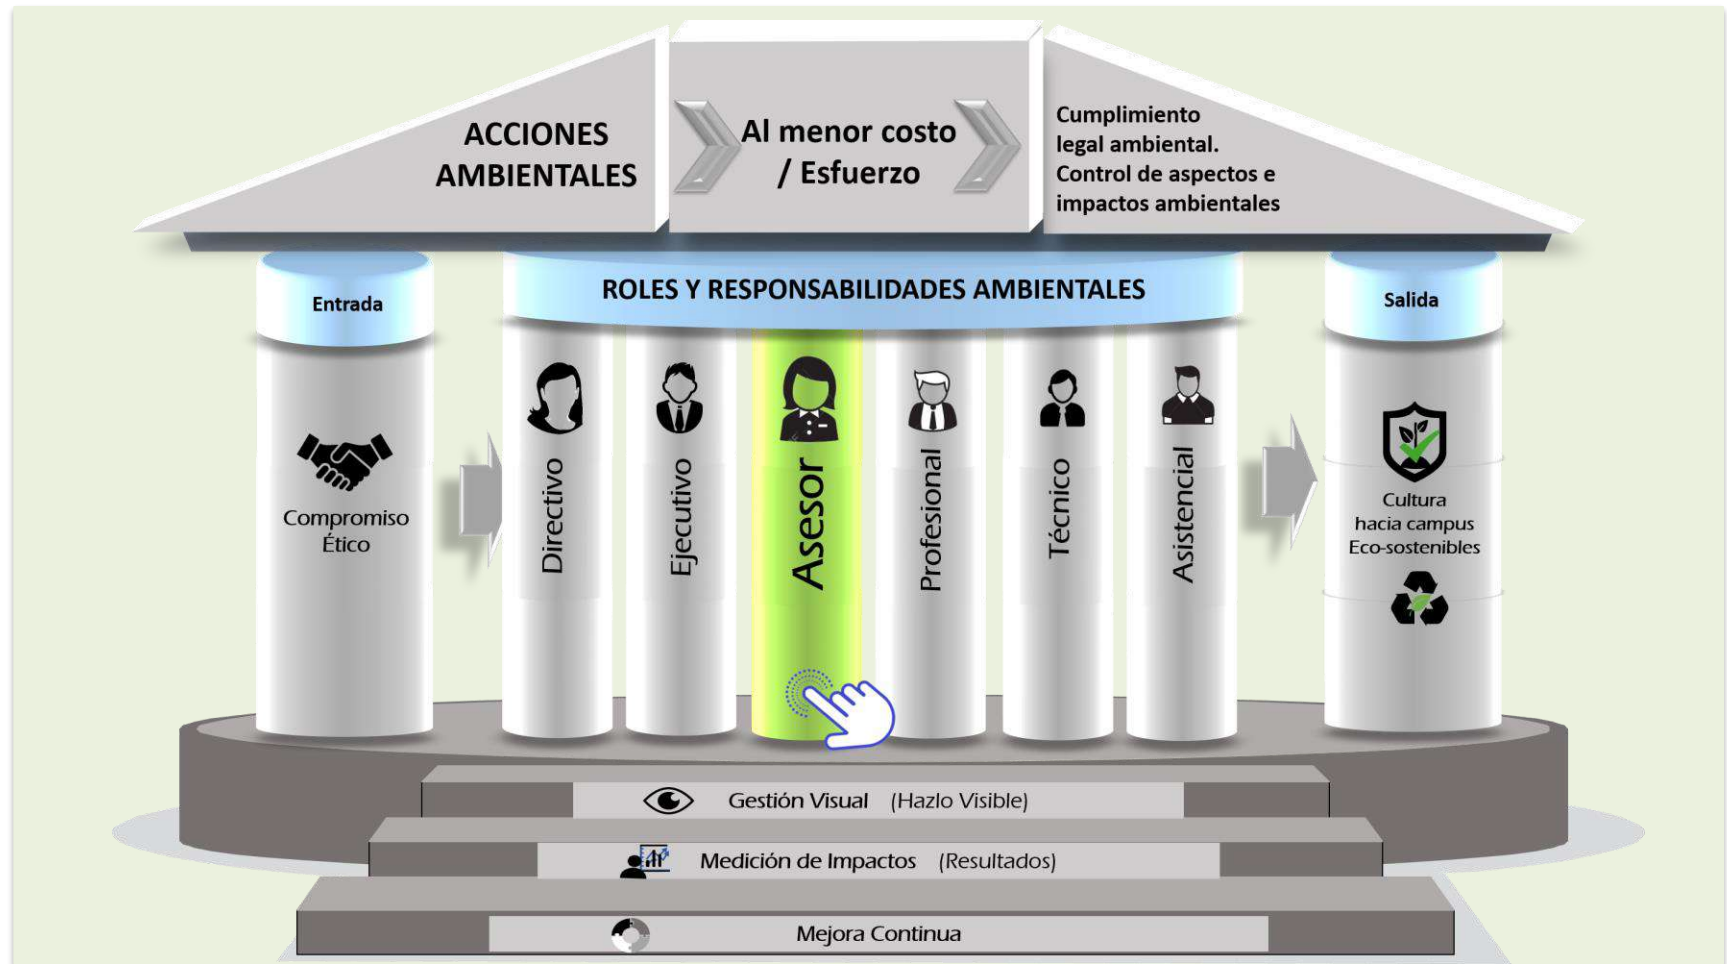 ACCIONES
AMBIENTALES
Al menor costo
/ Esfuerzo
Cumplimiento
legal ambiental.
Control de aspectos e
impactos ambientales
Entrada
ROLES Y RESPONSABILIDADES AMBIENTALES
Salida
Compromiso
Ético
Directivo
Ejecutivo
Asesor
Profesional
Técnico
Asistencial
Cultura
hacia campus
Eco-sostenibles
Gestión Visual (Hazlo Visible)
Medición de Impactos (Resultados)
Mejora Continua